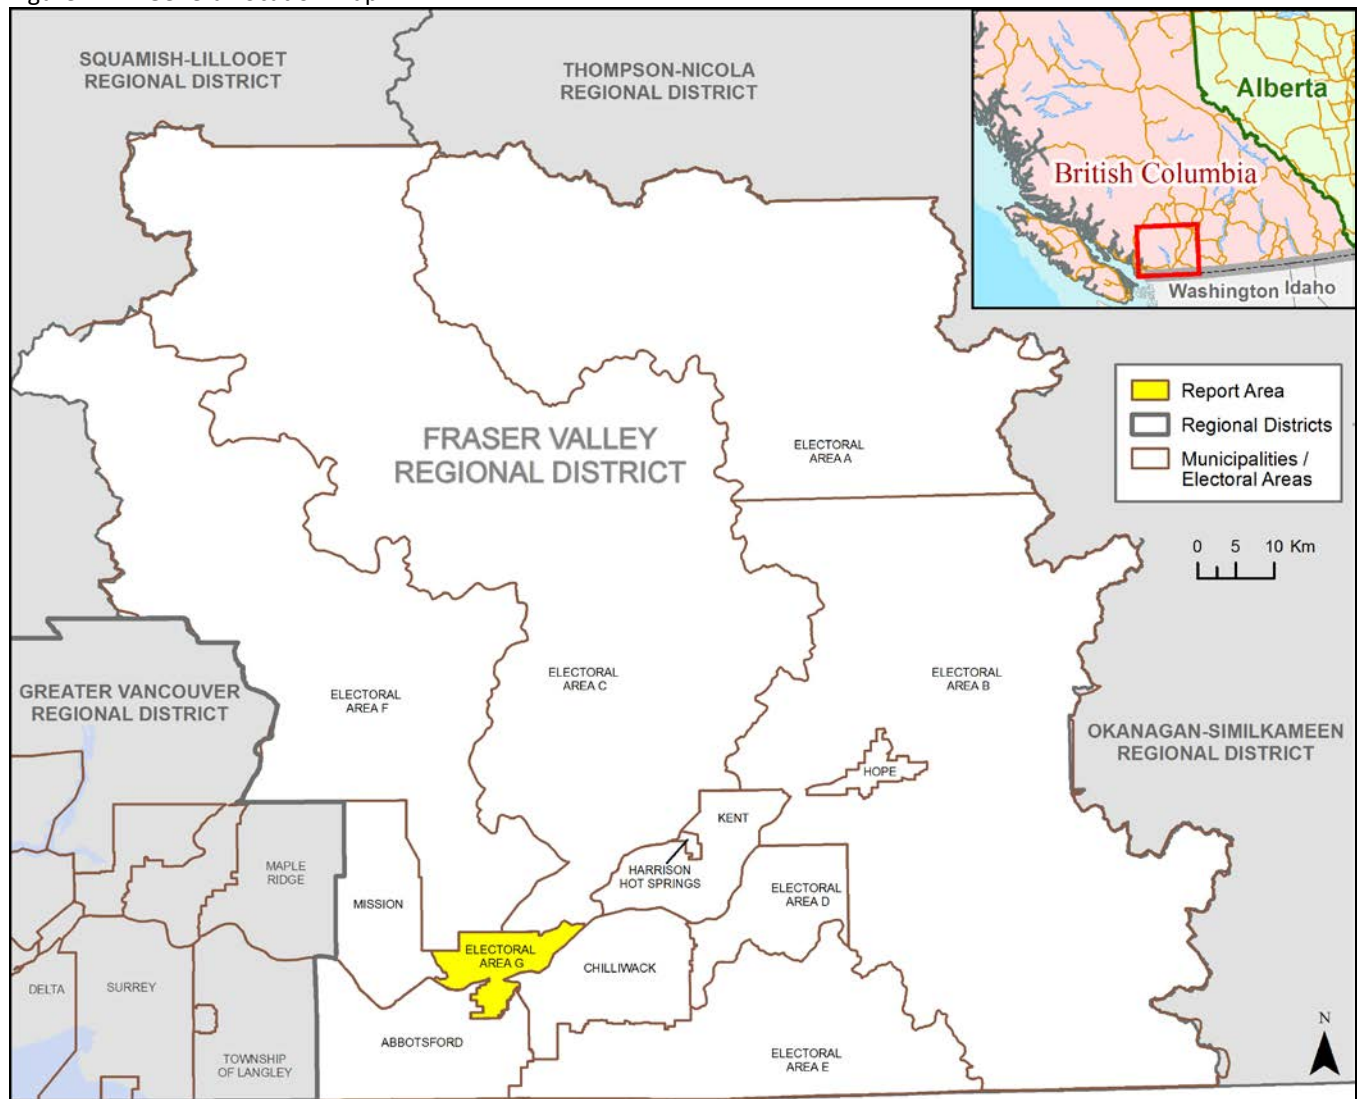 SQUAMISH-LILLOOET
REGIONAL DISTRICT
THOMPSON-NICOLA
REGIONAL DISTRICT
Alberta
British Columbia
Washington
Idaho
Report Area
Regional Districts
Municipalities /
Electoral Areas
0 5 10 Km
FRASER VALLEY
REGIONAL DISTRICT
ELECTORAL
AREA A
GREATER VANCOUVER
REGIONAL DISTRICT
ELECTORAL
AREA F
ELECTORAL
AREA C
ELECTORAL
AREA B
OKANAGAN-SIMILKAMEEN
REGIONAL DISTRICT
HOPE
KENT
MAPLE
RIDGE
HARRISON
HOT SPRINGS
ELECTORAL
AREA D
MISSION
ELECTORAL
AREA G
CHILLIWACK
DELTA
SURREY
ABBOTSFORD
TOWNSHIP
OF LANGLEY
ELECTORAL
AREA E
N